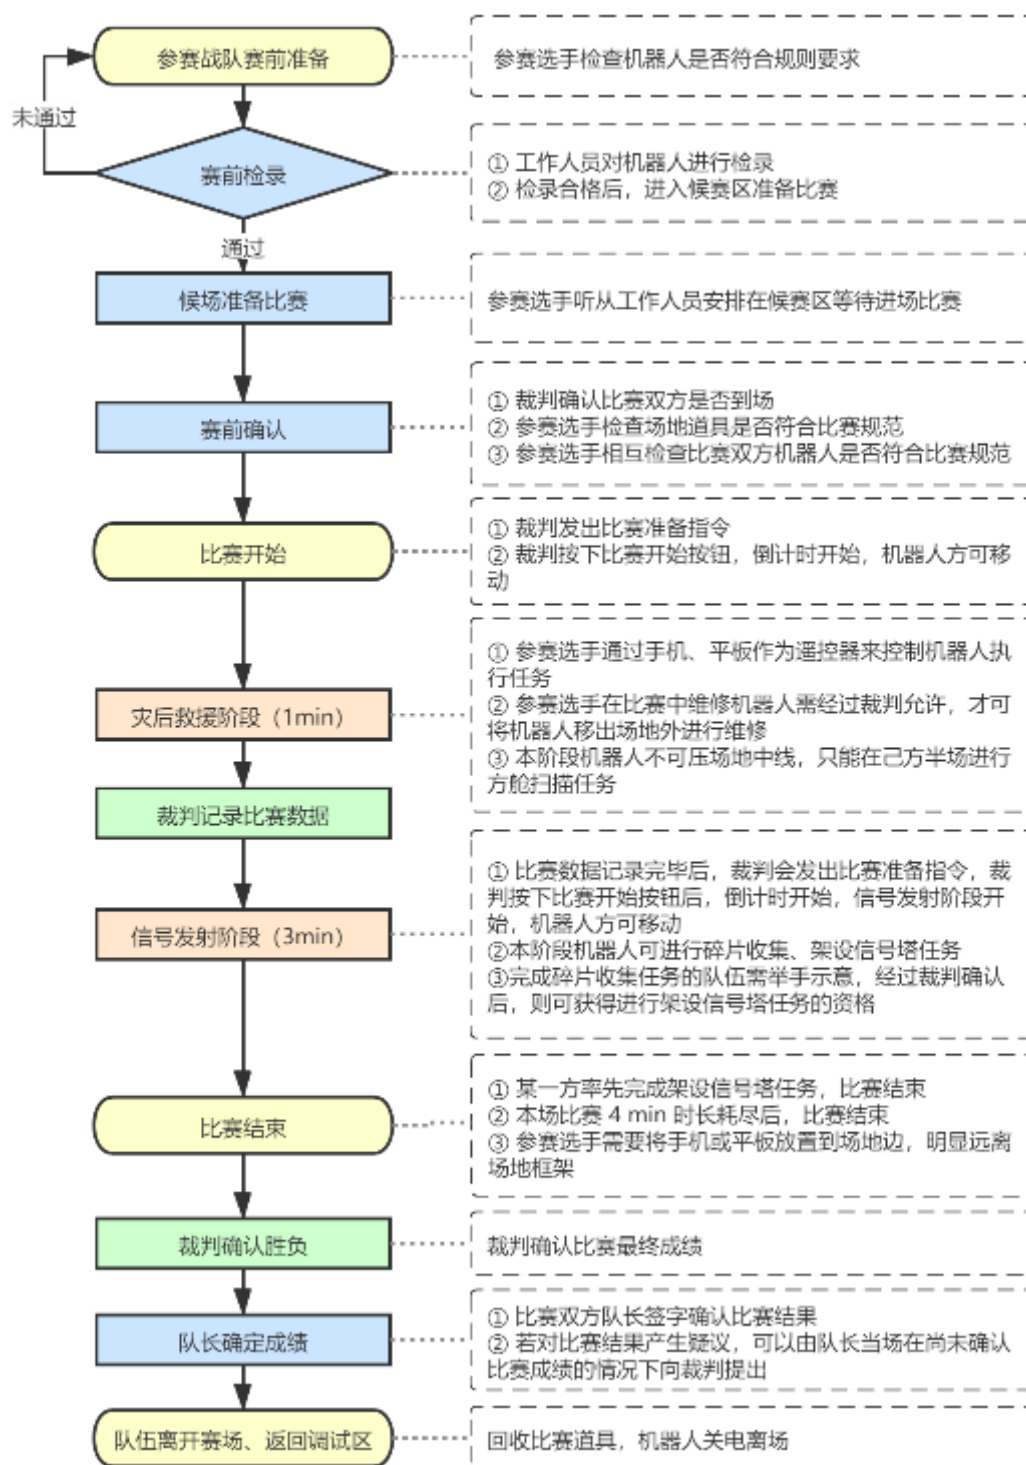 参赛战队赛前准备
参赛选手检查机器人是否符合规则要求
未通过
赛前检录
① 工作人员对机器人进行检录
② 检录合格后，进入候赛区准备比赛
通过
候场准备比赛
参赛选手听从工作人员安排在候赛区等待进场比赛
赛前确认
① 裁判确认比赛双方是否到场
② 参赛选手检查场地道具是否符合比赛规范
③ 参赛选手相互检查比赛双方机器人是否符合比赛规范
比赛开始
① 裁判发出比赛准备指令
② 裁判按下比赛开始按钮，倒计时开始，机器人方可移
动
灾后救援阶段（1min）
① 参赛选手通过手机、平板作为遥控器来控制机器人执
行任务
② 参赛选手在比赛中维修机器人需经过裁判允许，才可
将机器人移出场地外进行维修
③ 本阶段机器人不可压场地中线，只能在己方半场进行
方舱扫描任务
裁判记录比赛数据
信号发射阶段（3min）
① 比赛数据记录完毕后，裁判会发出比赛准备指令，裁
判按下比赛开始按钮后，倒计时开始，信号发射阶段开
始，机器人方可移动
②本阶段机器人可进行碎片收集、架设信号塔任务
③完成碎片收集任务的队伍需举手示意，经过裁判确认
后，则可获得进行架设信号塔任务的资格
比赛结束
① 某一方率先完成架设信号塔任务，比赛结束
② 本场比赛 4 min 时长耗尽后，比赛结束
③ 参赛选手需要将手机或平板放置到场地边，明显远离
场地框架
裁判确认胜负
裁判确认比赛最终成绩
队长确定成绩
① 比赛双方队长签字确认比赛结果
② 若对比赛结果产生疑议，可以由队长当场在尚未确认
比赛成绩的情况下向裁判提出
队伍离开赛场、返回调试区
回收比赛道具，机器人关电离场